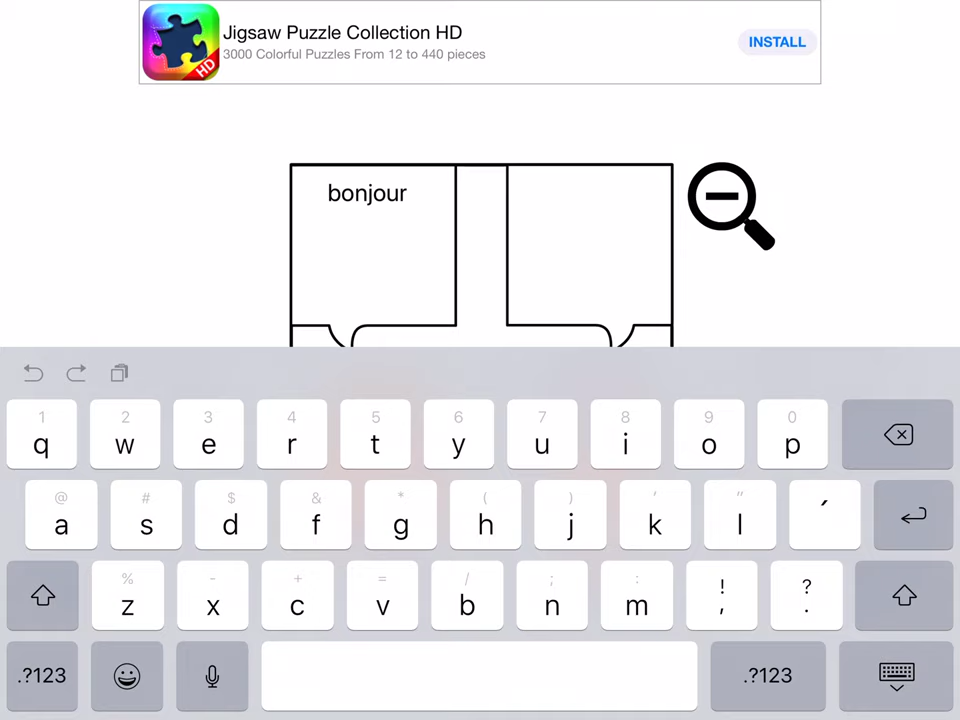 Jigsaw Puzzle Collection HD
3000 Colorful Puzzles From 12 to 440 pieces
INSTALL
HD
bonjour
1 2 3 4 5 6 7 8 9 0
q w e r t y u i o p
@ # $ & * ( ) ' "
a s d f g h j k l ´
% - + = / ; : ! ?
z x c v b n m , .
.?123 .?123